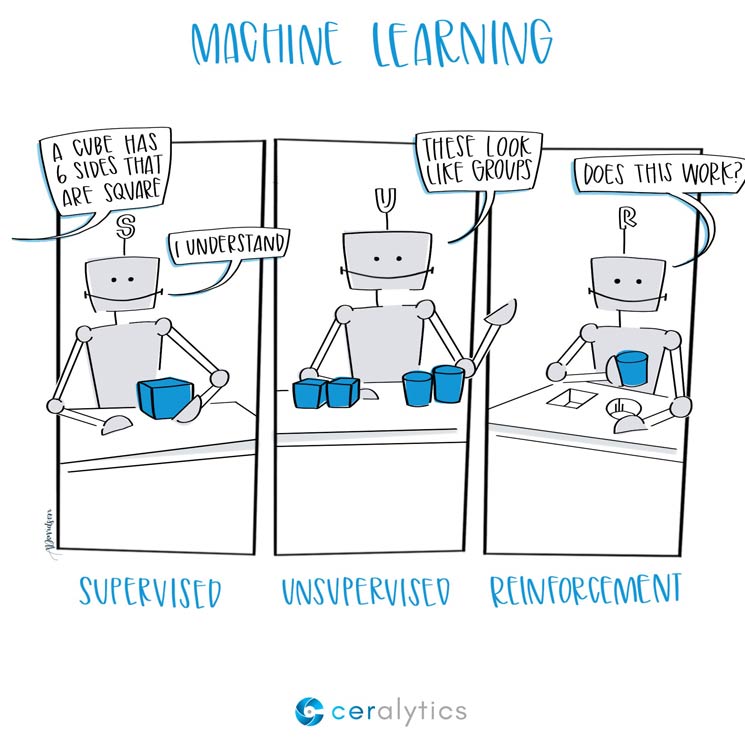 MACHINE LEARNING
A CUBE HAS
6 SIDES THAT
ARE SQUARE
S
I UNDERSTAND
THESE LOOK
LIKE GROUPS
U
DOES THIS WORK?
R
SUPERVISED
UNSUPERVISED
REINFORCEMENT
ceralytics